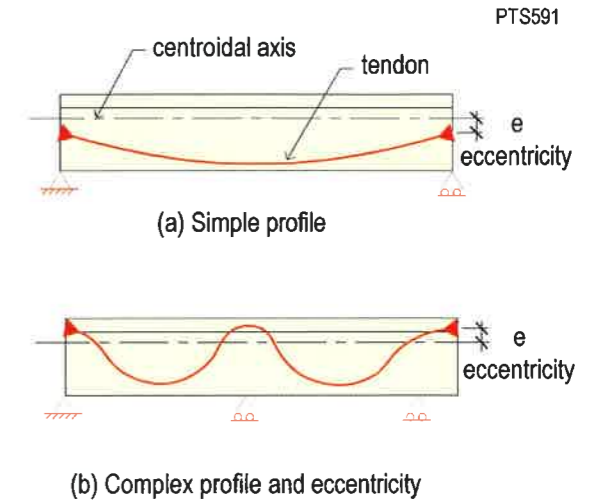 PTS591
centroidal axis
tendon
e
eccentricity
(a) Simple profile
e
eccentricity
(b) Complex profile and eccentricity